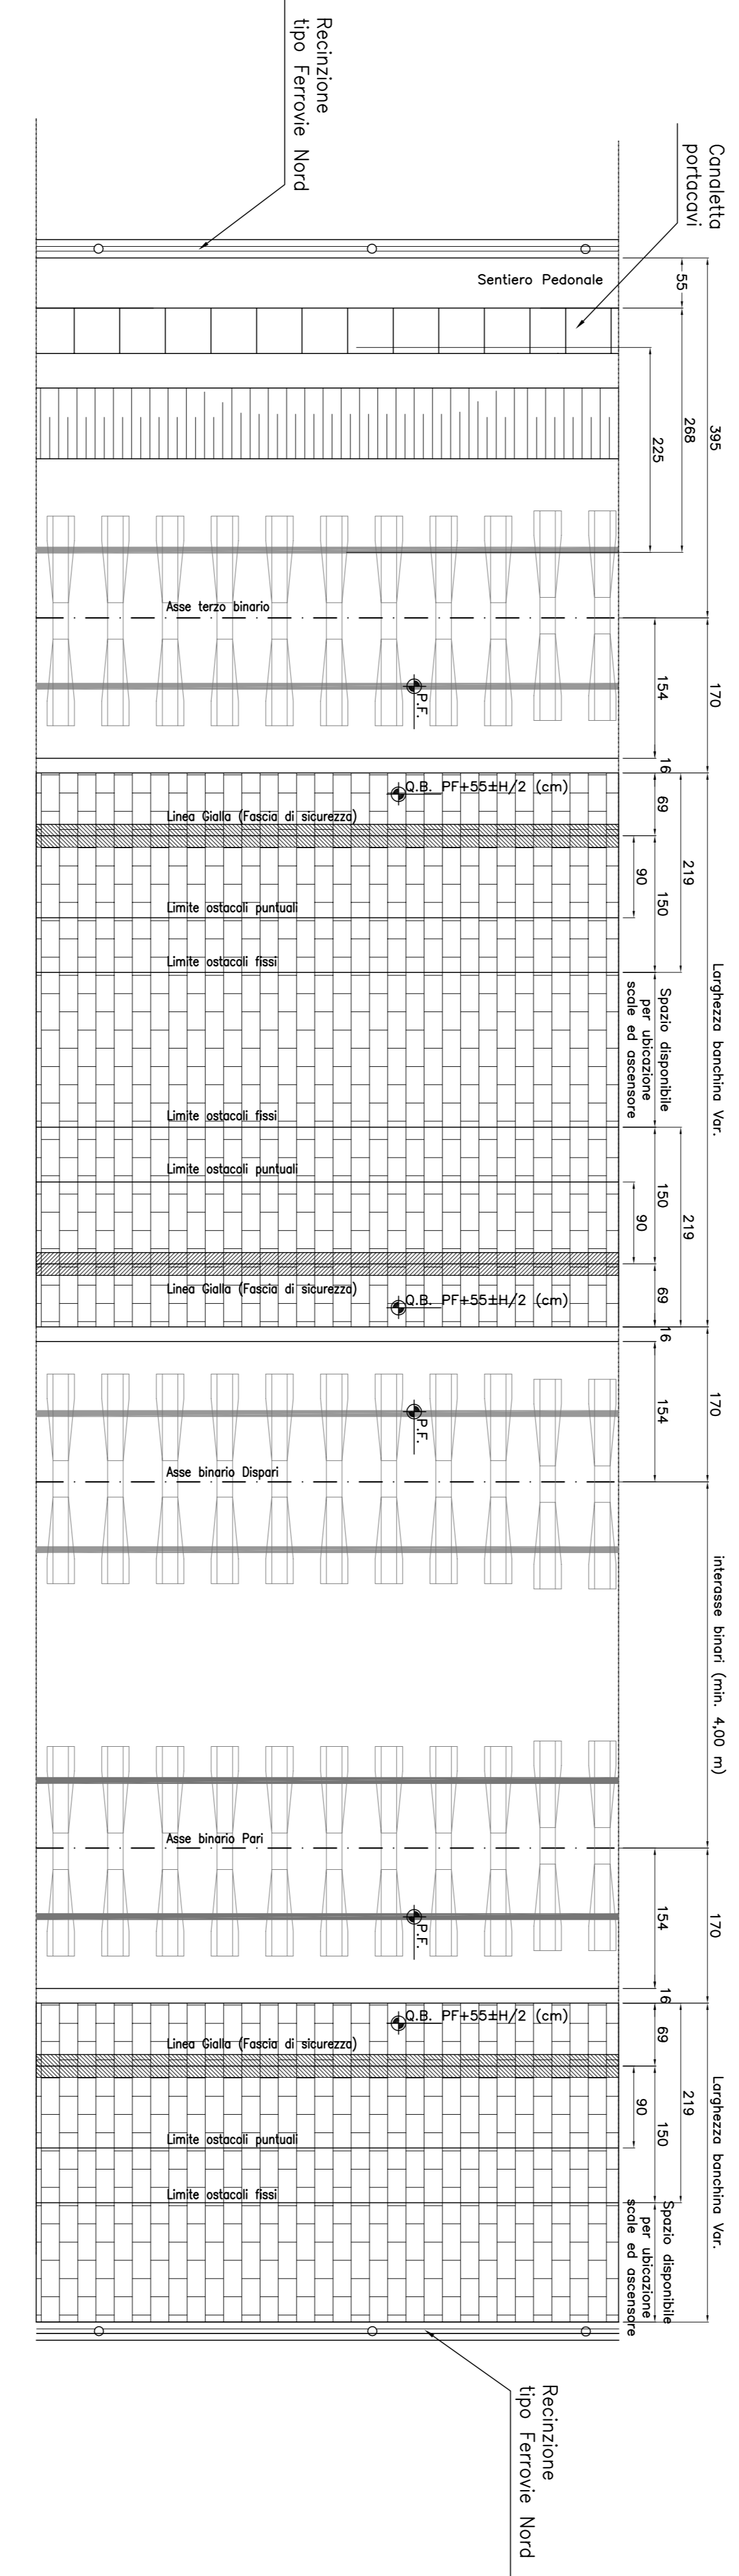 Recinzione
tipo Ferrovie Nord
Canaletta
portacavi
Sentiero Pedonale
55
395
268
225
Asse terzo binario
154
170
P.F.
16
Q.B. PF+55±H/2 (cm)
69
Linea Gialla (Fascia di sicurezza)
219
90
150
Limite ostacoli puntuali
Limite ostacoli fissi
Larghezza banchina Var.
Spazio disponibile
per ubicazione
scale ed ascensore
Limite ostacoli fissi
Limite ostacoli puntuali
150
90
219
Linea Gialla (Fascia di sicurezza)
Q.B. PF+55±H/2 (cm)
69
16
170
154
P.F.
Asse binario Dispari
interasse binari (min. 4,00 m)
Asse binario Pari
154
170
P.F.
16
Q.B. PF+55±H/2 (cm)
69
Linea Gialla (Fascia di sicurezza)
219
90
150
Limite ostacoli puntuali
Limite ostacoli fissi
Larghezza banchina Var.
Spazio disponibile
per ubicazione
scale ed ascensore
Recinzione
tipo Ferrovie Nord